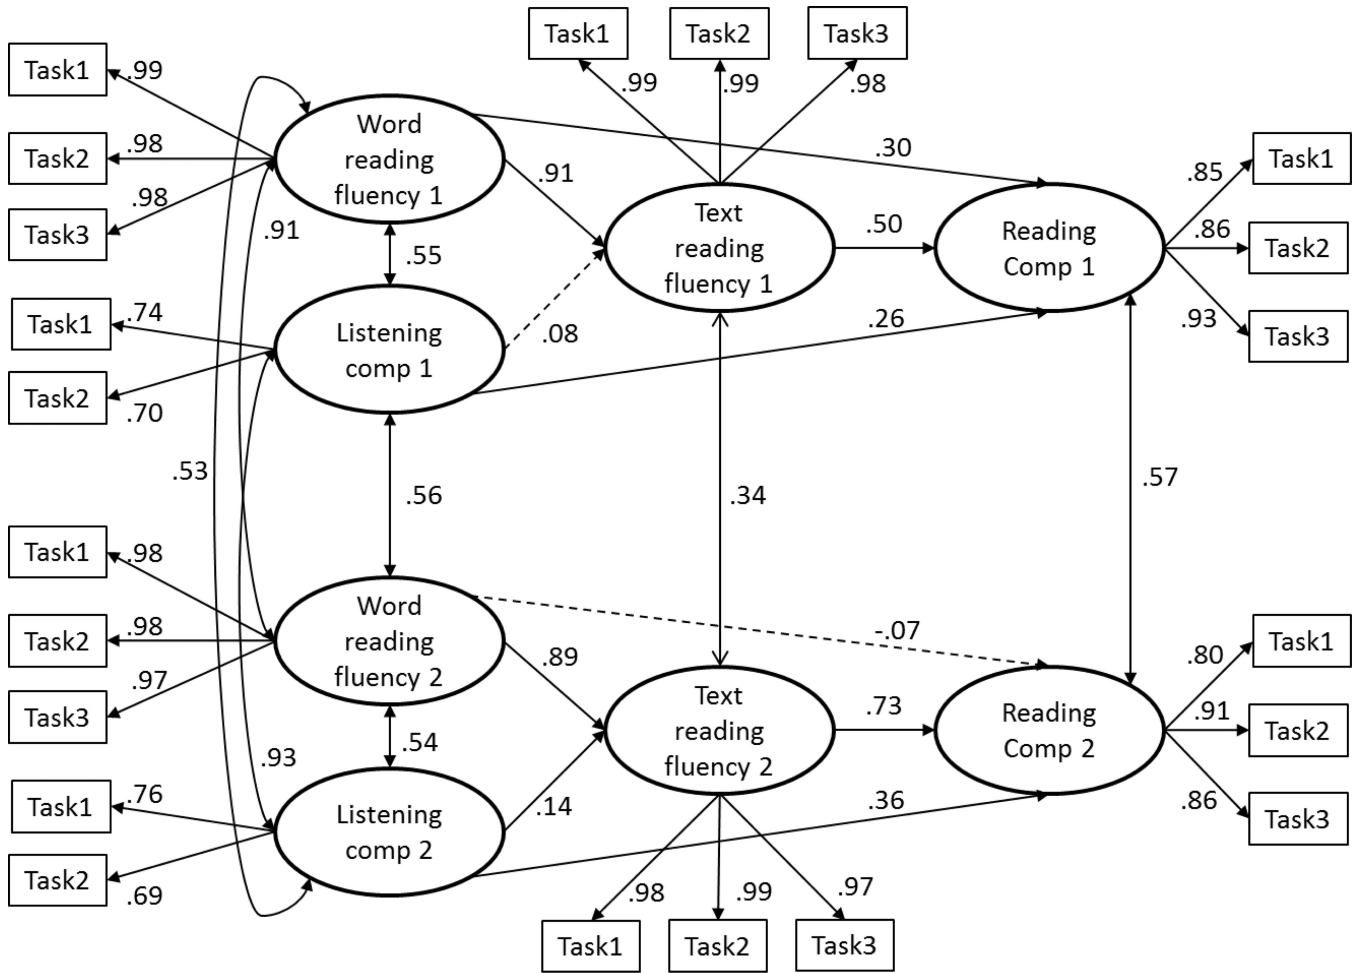 Task1
Task2
Task3
.99
.99
.98
Task1
Task2
Task3
.99
.98
.98
Word
reading
fluency 1
.91
.30
Text
reading
fluency 1
.50
Reading
Comp 1
.85
.86
.93
Task1
Task2
Task3
.91
.55
Task1
Task2
.74
.70
Listening
comp 1
.08
.26
.53
.56
.34
.57
Task1
Task2
Task3
.98
.98
.97
Word
reading
fluency 2
-.07
.89
Text
reading
fluency 2
.73
Reading
Comp 2
.80
.91
.86
Task1
Task2
Task3
.93
.54
Task1
Task2
.76
.69
Listening
comp 2
.14
.36
.98
.99
.97
Task1
Task2
Task3